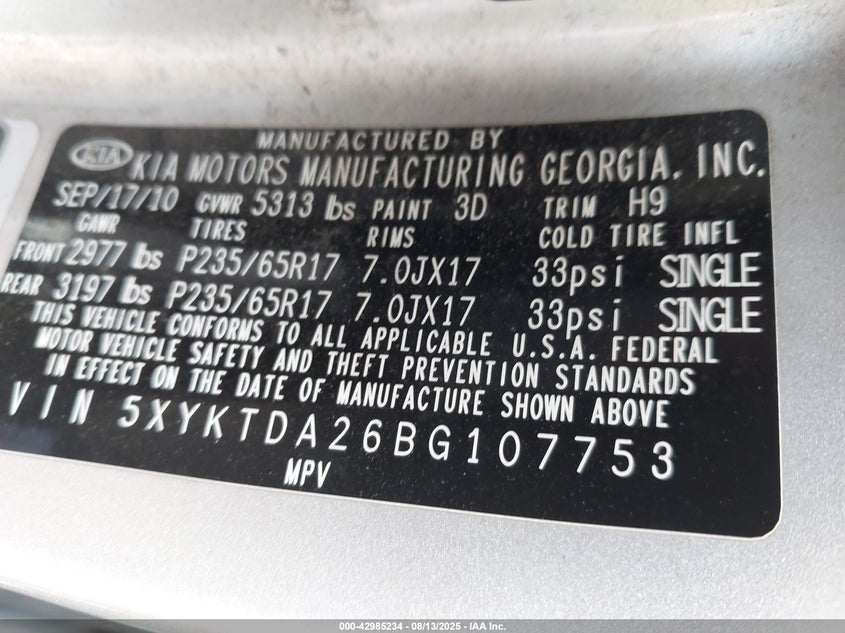 MANUFACTURED BY
KIA KIA MOTORS MANUFACTURING GEORGIA, INC.
SEP/17/10 GVWR 5313 lbs PAINT 3D TRIM H9
GAWR TIRES RIMS COLD TIRE INFL
FRONT 2977 lbs P235/65R17 7.0JX17 33psi SINGLE
REAR 3197 lbs P235/65R17 7.0JX17 33psi SINGLE
THIS VEHICLE CONFORMS TO ALL APPLICABLE U.S.A. FEDERAL
MOTOR VEHICLE SAFETY AND THEFT PREVENTION STANDARDS
IN EFFECT ON THE DATE OF MANUFACTURE SHOWN ABOVE
VIN 5XYKTDA26BG107753
MPV
000-42985234 - 08/13/2025 - IAA Inc.